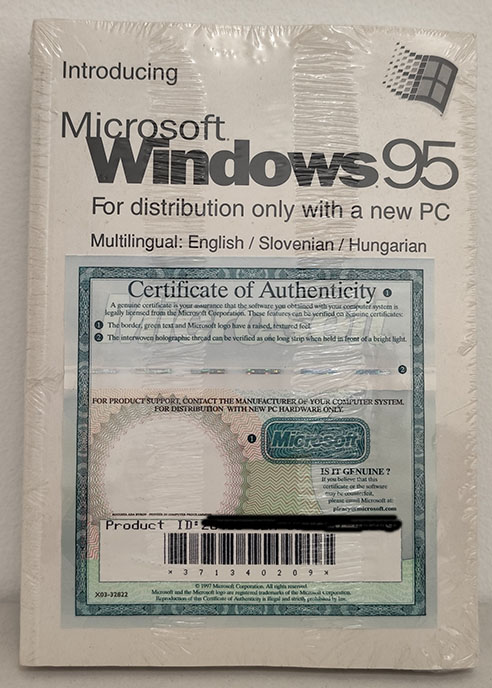 Introducing
Microsoft
Windows 95
For distribution only with a new PC
Multilingual: English / Slovenian / Hungarian
Certificate of Authenticity 1
A genuine certificate is your assurance that the software you obtained with your computer system is
legally licensed from the Microsoft Corporation. These features can be verified on genuine certificates:
1 The border, green text and Microsoft logo have a raised, textured feel.
2 The interwoven holographic thread can be verified as one long strip when held in front of a bright light.
2
FOR PRODUCT SUPPORT, CONTACT THE MANUFACTURER OF YOUR COMPUTER SYSTEM.
FOR DISTRIBUTION WITH NEW PC HARDWARE ONLY.
1 Microsoft
IS IT GENUINE ?
If you believe that this
certificate or the software
may be counterfeit,
please email Microsoft at:
piracy@microsoft.com
Product ID:
* 3 7 1 3 4 0 2 0 9 *
X03-32822
© 1997 Microsoft Corporation. All rights reserved.
Microsoft and the Microsoft logo are registered trademarks of the Microsoft Corporation.
Reproduction of this Certificate of Authenticity is illegal and strictly prohibited by law.